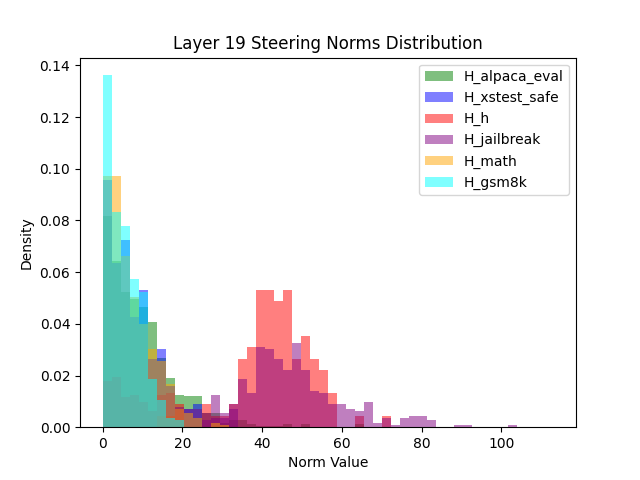 Layer 19 Steering Norms Distribution
Density
0.14
0.12
0.10
0.08
0.06
0.04
0.02
0.00
H_alpaca_eval
H_xstest_safe
H_h
H_jailbreak
H_math
H_gsm8k
0 20 40 60 80 100
Norm Value